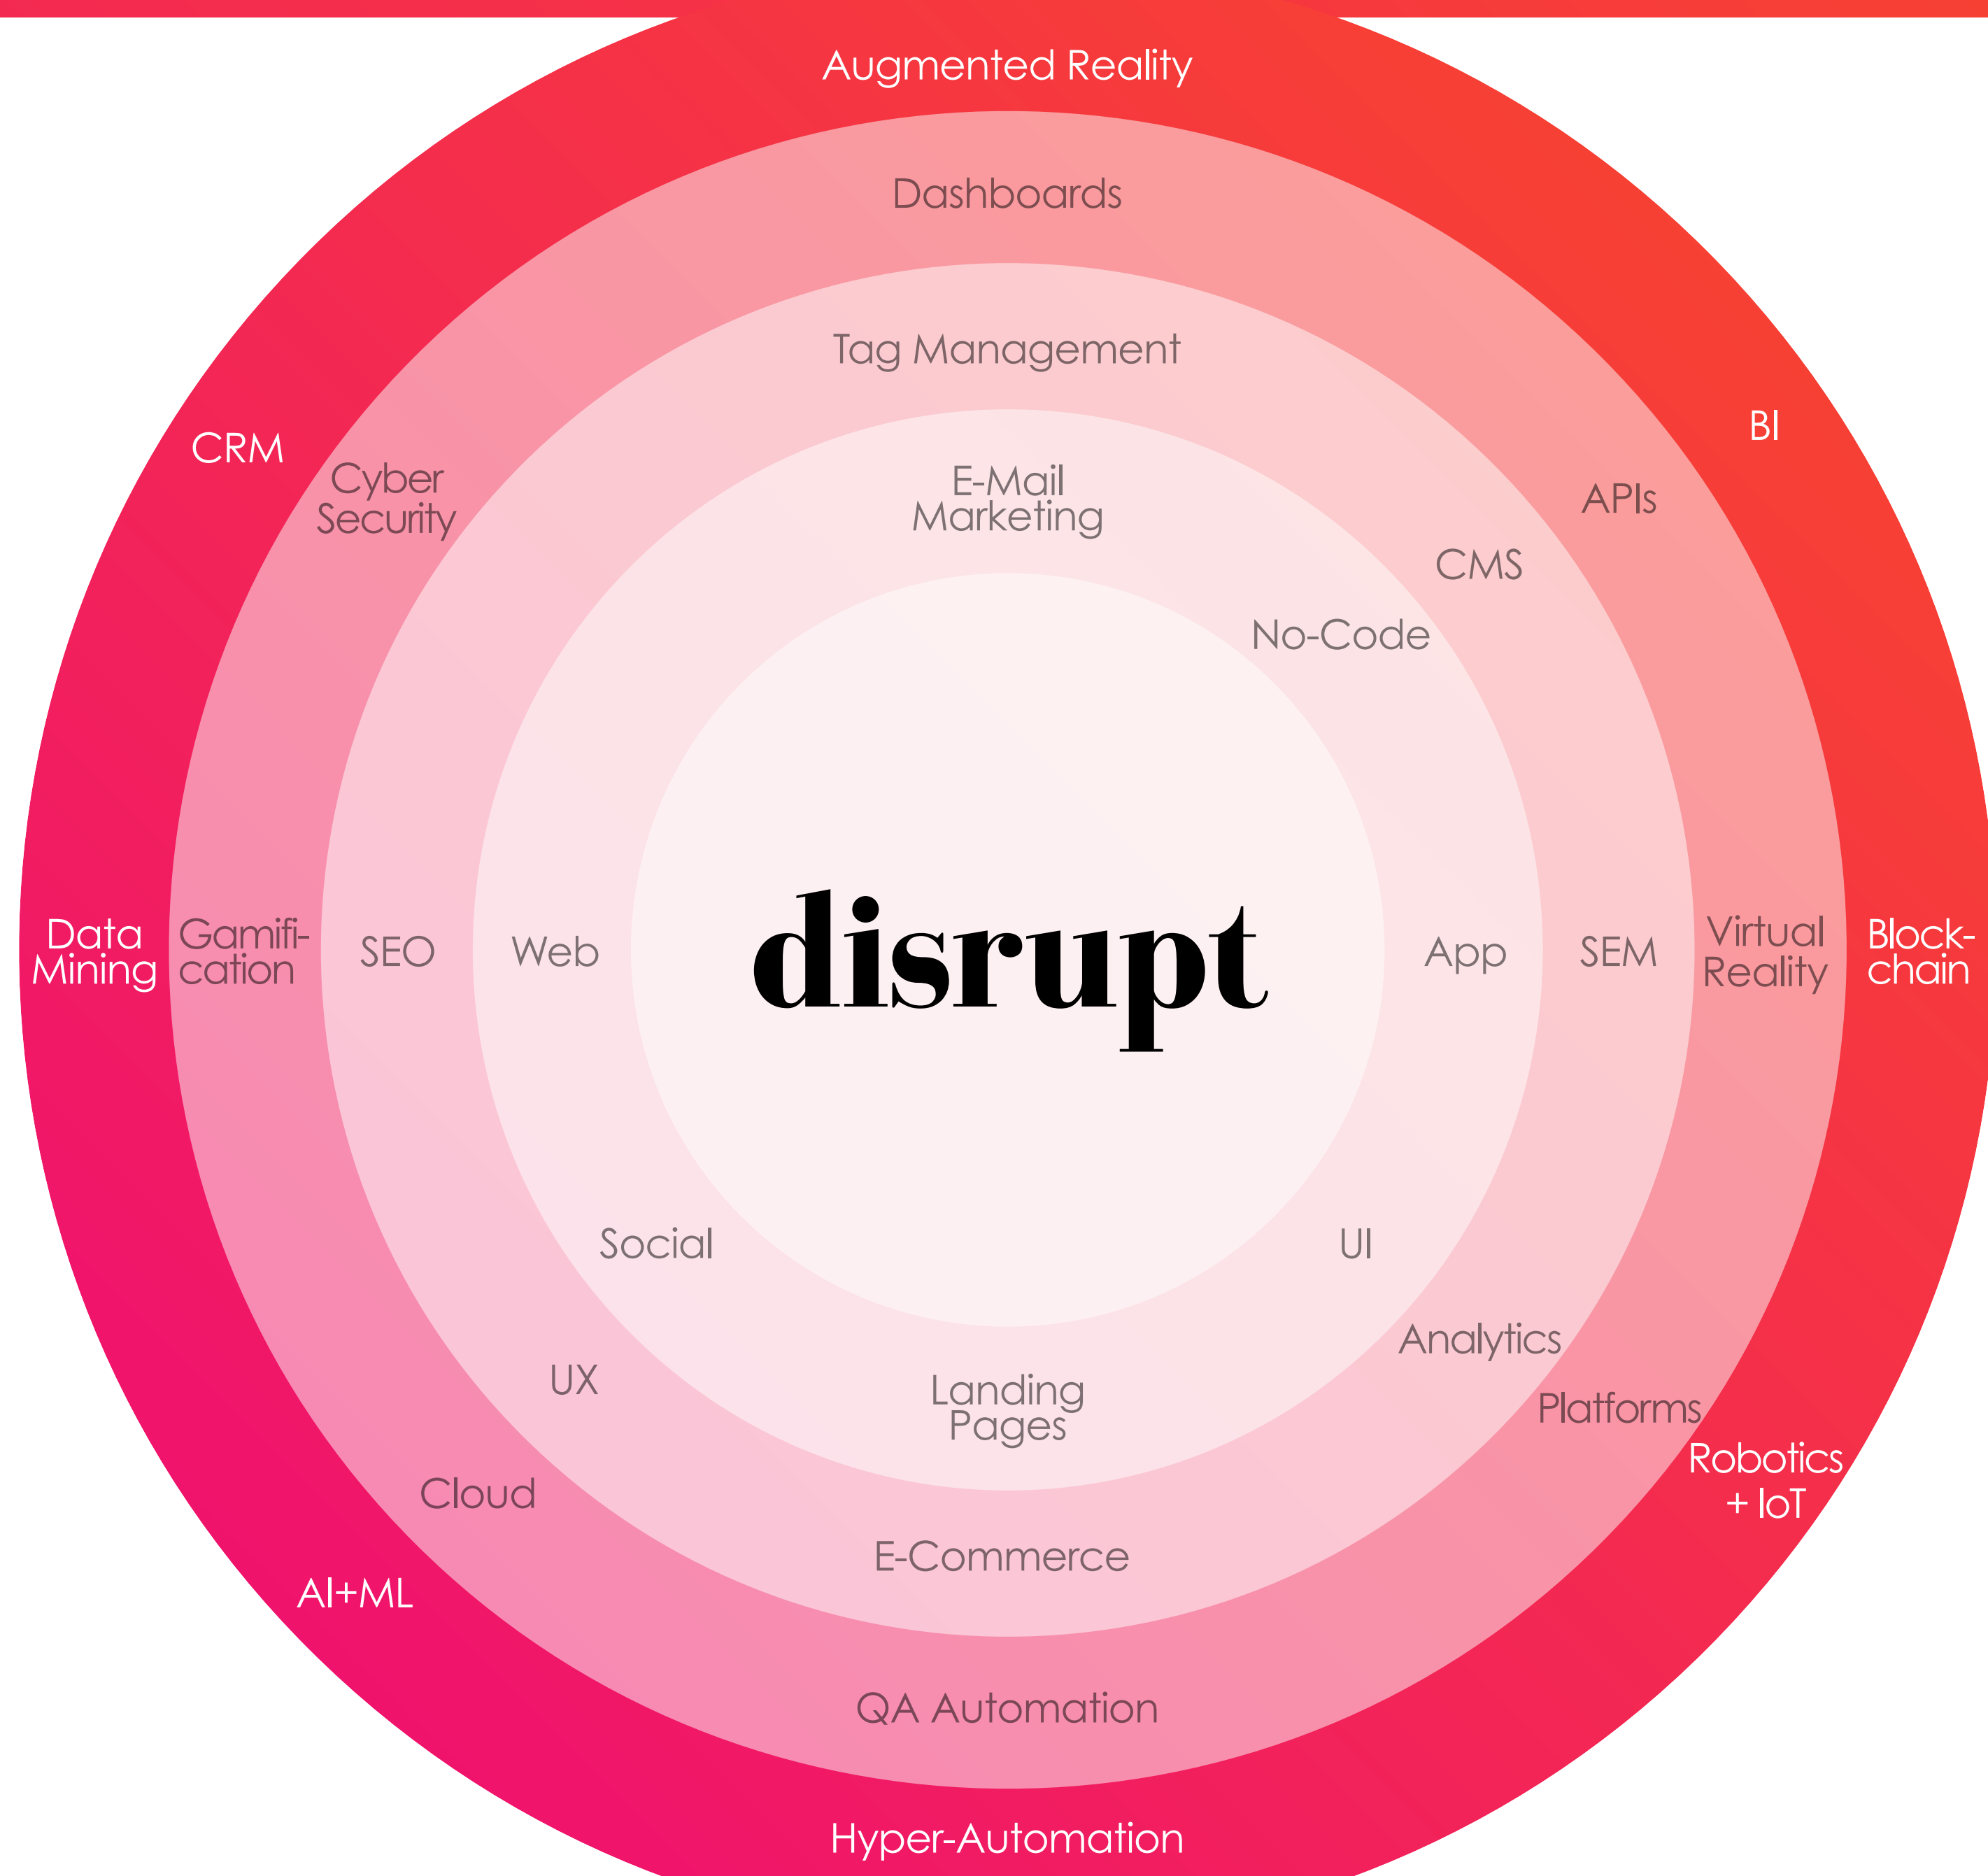 Augmented Reality
Dashboards
Tag Management
CRM
BI
Cyber
Security
E-Mail
Marketing
APIs
CMS
No-Code
Data
Mining
Gamifi-
cation
SEO
Web
disrupt
App
SEM
Virtual
Reality
Block-
chain
Social
UI
Analytics
UX
Landing
Pages
Platforms
Robotics
+ IoT
Cloud
E-Commerce
AI+ML
QA Automation
Hyper-Automation